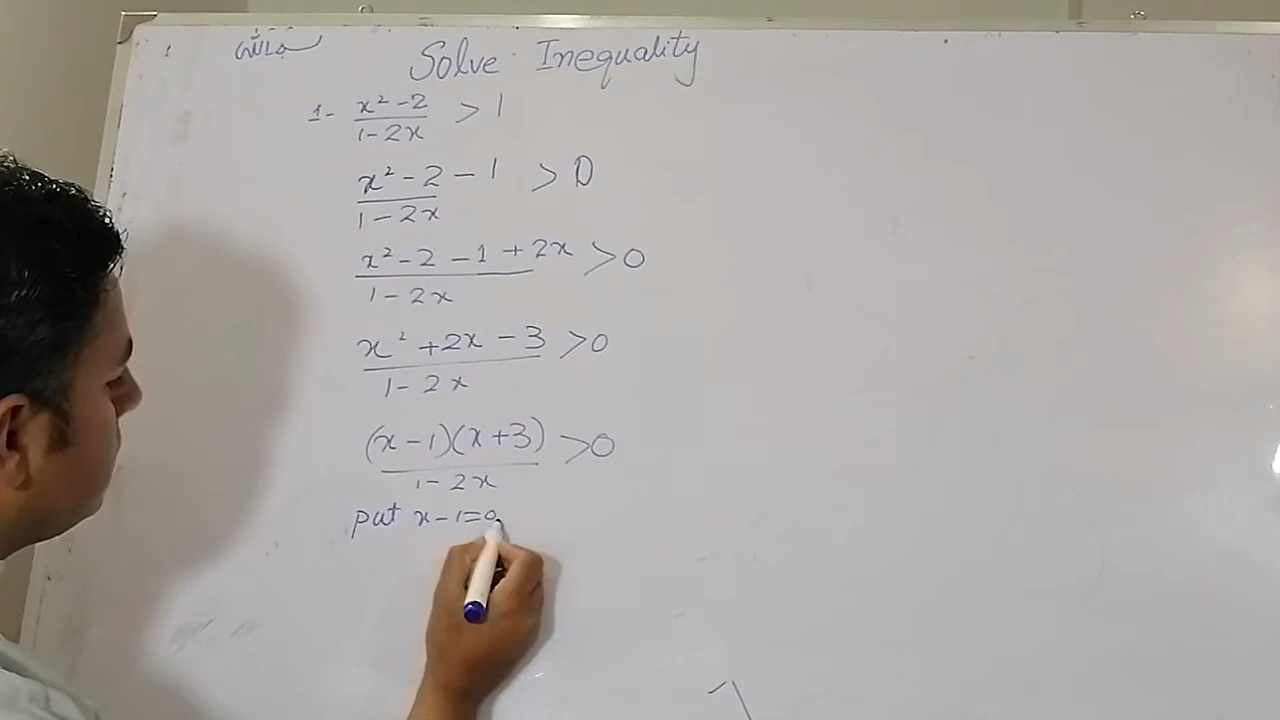 Solve Inequality
1- x² - 2 / 1 - 2x > 1
x² - 2 / 1 - 2x - 1 > 0
x² - 2 - 1 + 2x / 1 - 2x > 0
x² + 2x - 3 / 1 - 2x > 0
(x - 1)(x + 3) / 1 - 2x > 0
put x - 1 = 0